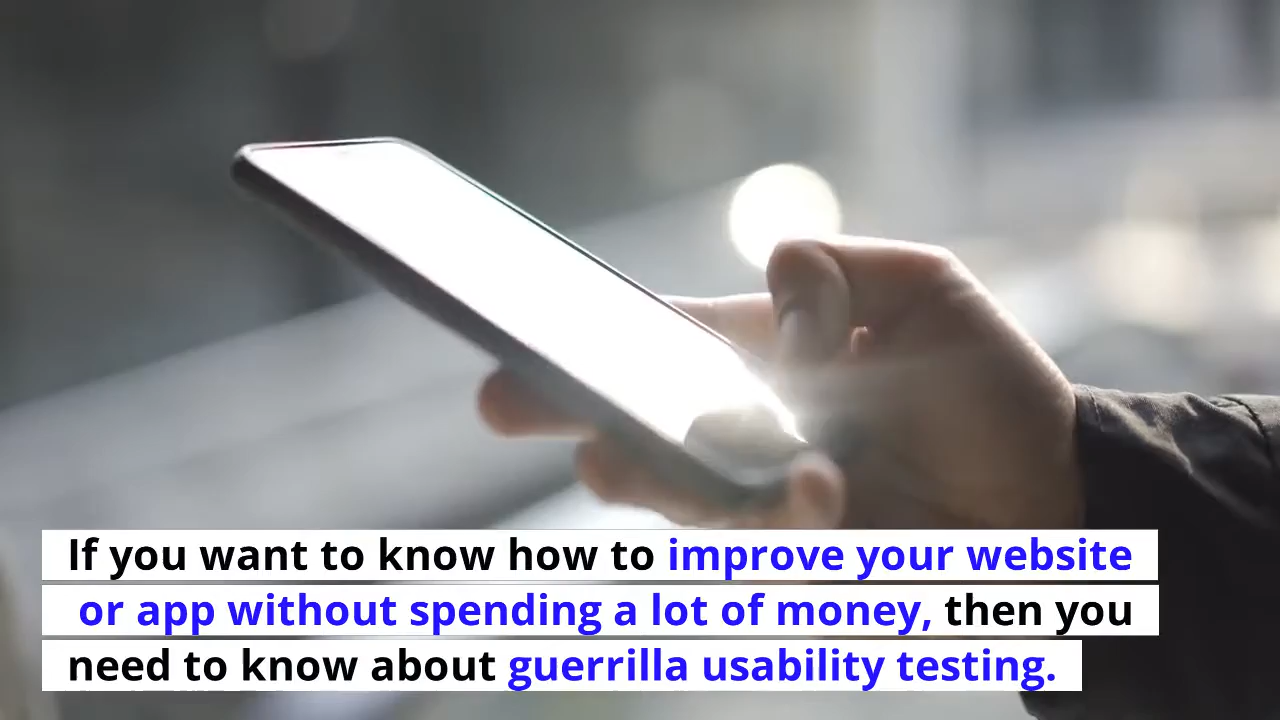 If you want to know how to improve your website
or app without spending a lot of money, then you
need to know about guerrilla usability testing.